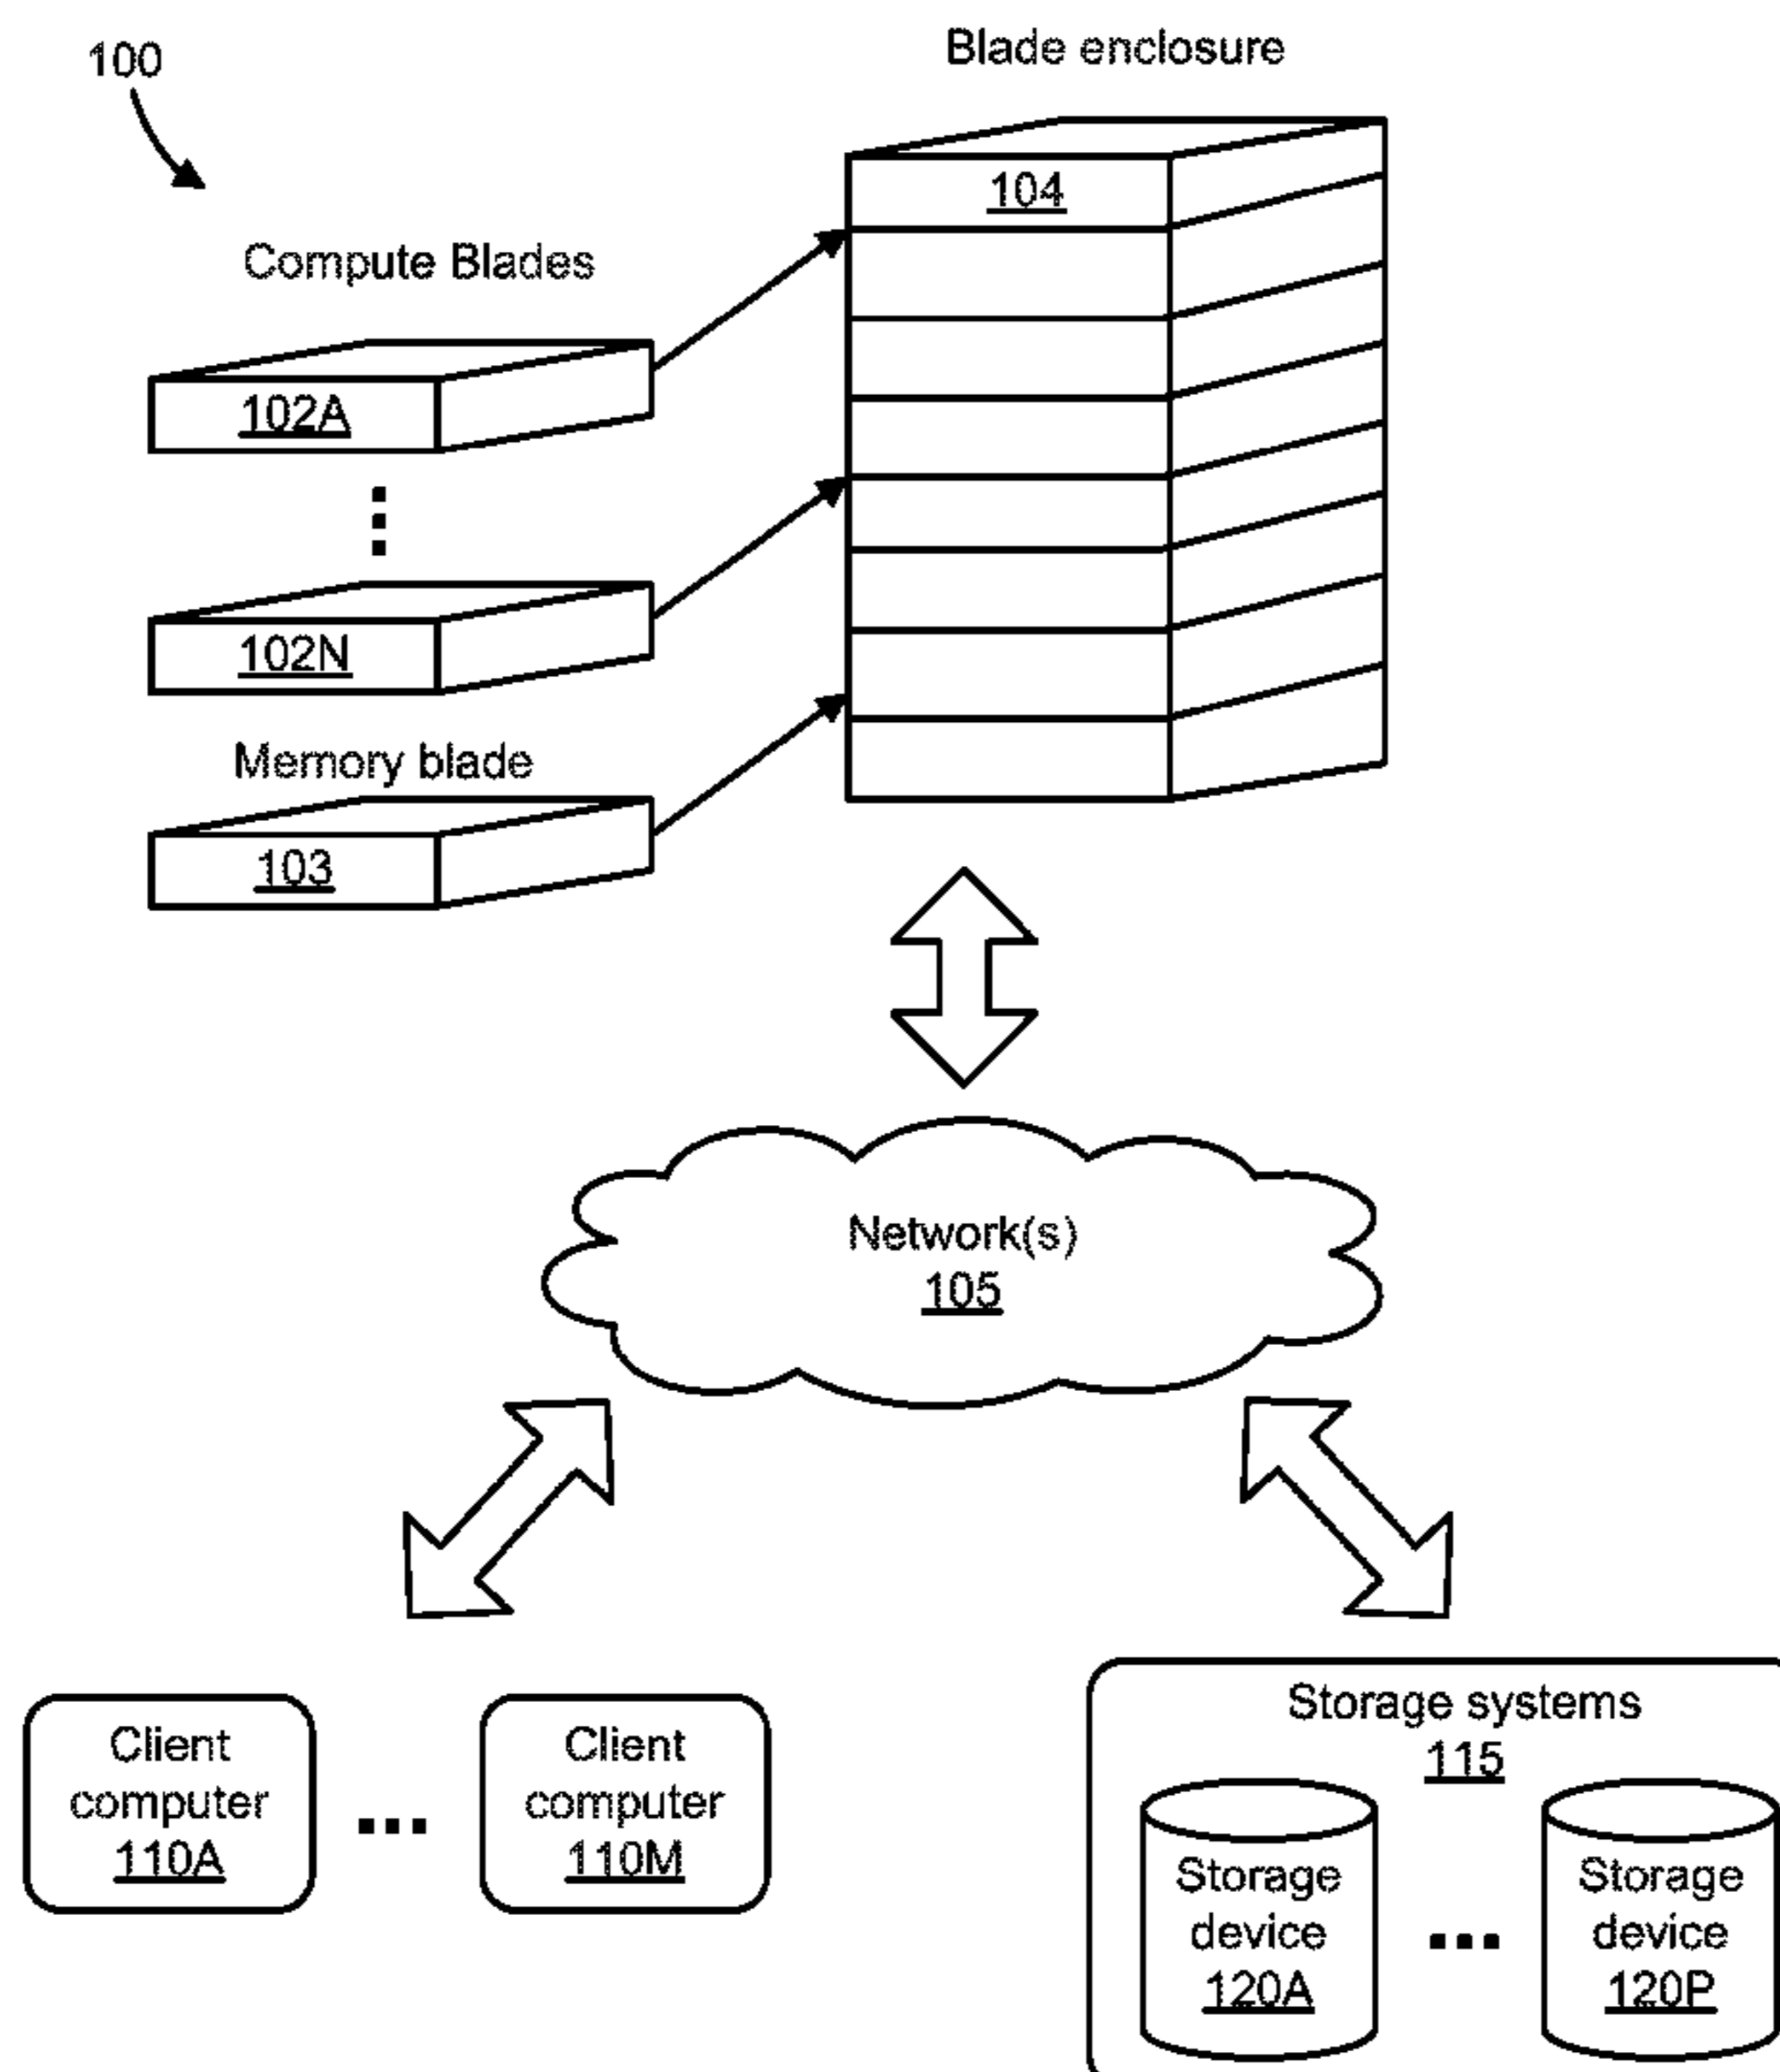 100
Blade enclosure
104
Compute Blades
102A
102N
Memory blade
103
Network(s)
105
Client
computer
110A
Client
computer
110M
Storage systems
115
Storage
device
120A
Storage
device
120P